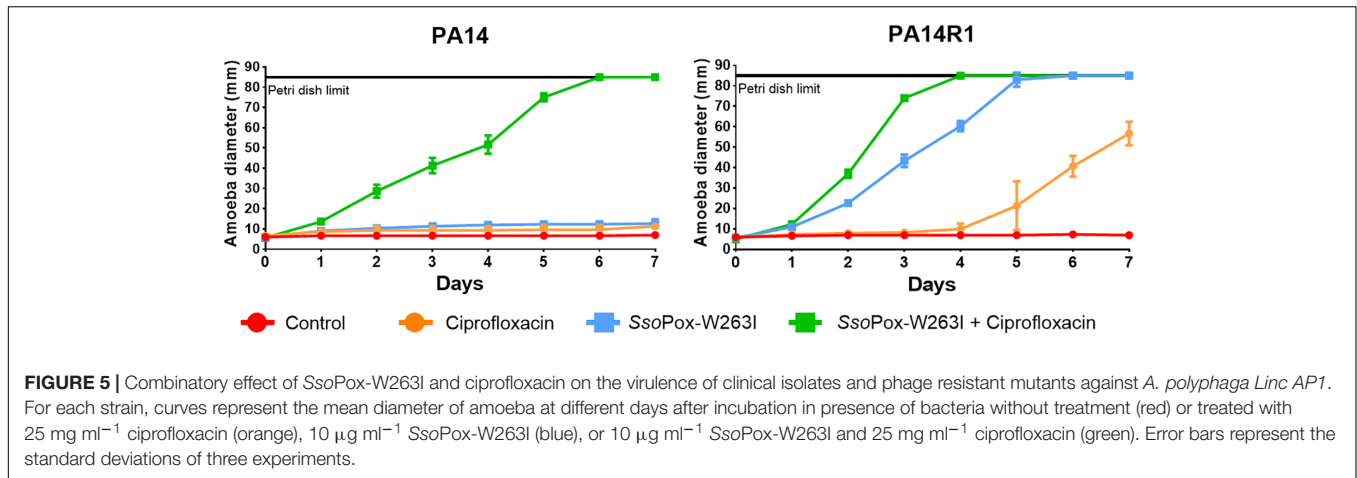 PA14
PA14R1
Amoeba diameter (mm)
90
80
70
60
50
40
30
20
10
0
Petri dish limit
0 1 2 3 4 5 6 7
Days
Amoeba diameter (mm)
90
80
70
60
50
40
30
20
10
0
Petri dish limit
0 1 2 3 4 5 6 7
Days
Control Ciprofloxacin SsoPox-W263I SsoPox-W263I + Ciprofloxacin
FIGURE 5 | Combinatory effect of SsoPox-W263I and ciprofloxacin on the virulence of clinical isolates and phage resistant mutants against A. polyphaga Linc AP1.
For each strain, curves represent the mean diameter of amoeba at different days after incubation in presence of bacteria without treatment (red) or treated with
25 mg ml⁻¹ ciprofloxacin (orange), 10 μg ml⁻¹ SsoPox-W263I (blue), or 10 μg ml⁻¹ SsoPox-W263I and 25 mg ml⁻¹ ciprofloxacin (green). Error bars represent the
standard deviations of three experiments.